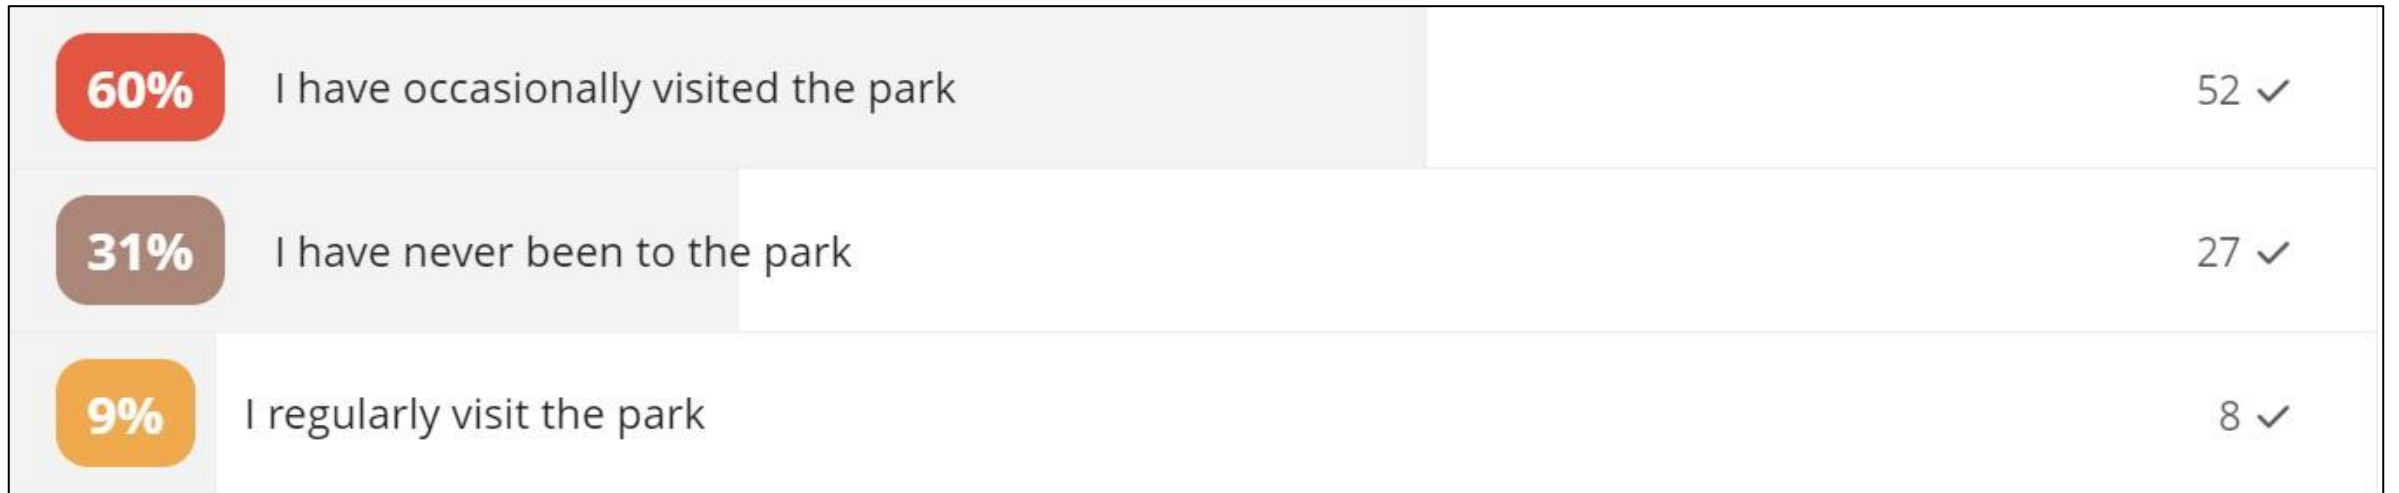 60% I have occasionally visited the park 52 ✓
31% I have never been to the park 27 ✓
9% I regularly visit the park 8 ✓